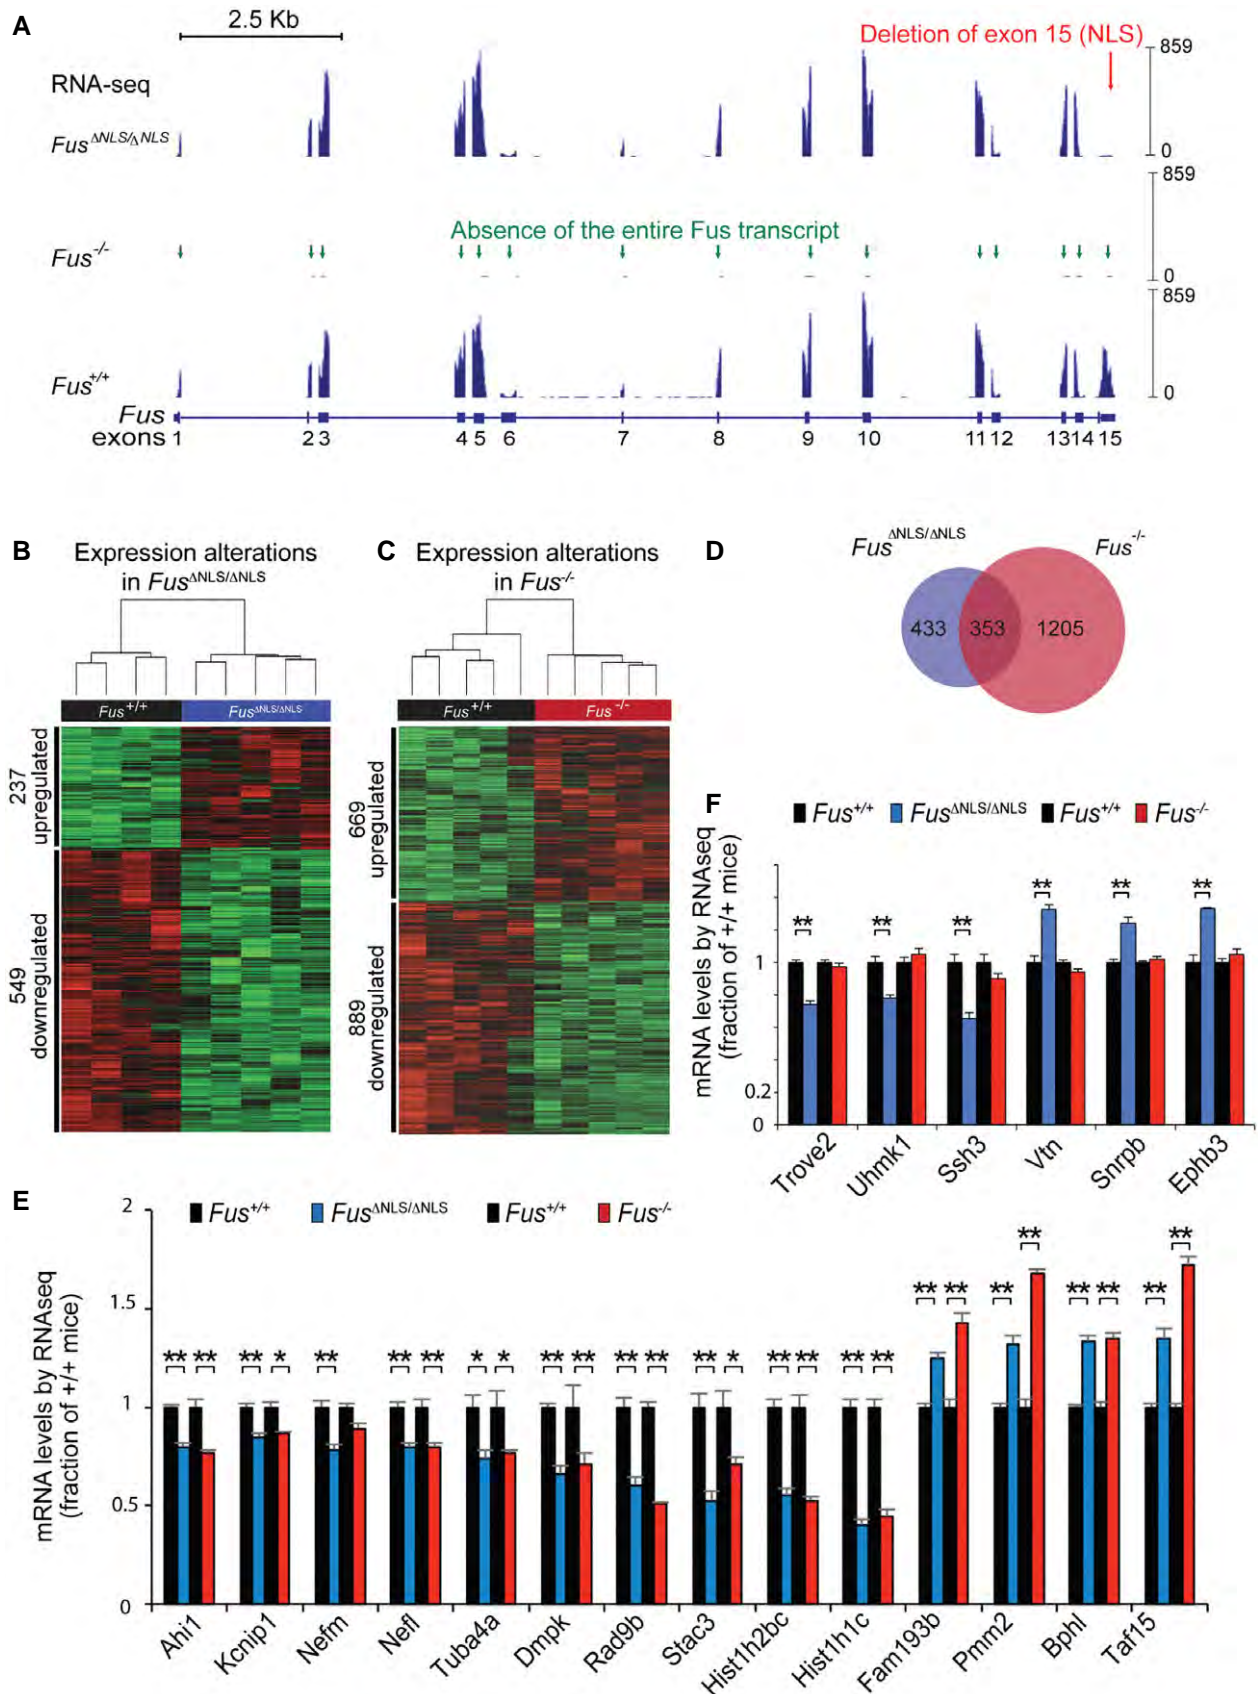 A
2.5 Kb
Deletion of exon 15 (NLS)
859
RNA-seq
Fus ΔNLS/ΔNLS
0
859
Absence of the entire Fus transcript
Fus-/-
0
859
Fus+/+
0
Fus
exons 1 2 3 4 5 6 7 8 9 10 11 12 13 14 15
B
Expression alterations
in FusΔNLS/ΔNLS
Fus+/+
FusΔNLS/ΔNLS
237
upregulated
549
downregulated
C
Expression alterations
in Fus-/-
Fus+/+
Fus-/-
669
upregulated
889
downregulated
D
FusΔNLS/ΔNLS
Fus-/-
433 353 1205
F
Fus+/+ FusΔNLS/ΔNLS Fus+/+ Fus-/-
mRNA levels by RNAseq
(fraction of +/+ mice)
** ** ** ** ** **
1
0.2
0
Trove2 Uhmk1 Ssh3 Vtn Snrpb Ephb3
E
Fus+/+ FusΔNLS/ΔNLS Fus+/+ Fus-/-
mRNA levels by RNAseq
(fraction of +/+ mice)
2
1.5
1
0.5
0
** ** ** * ** ** ** * * ** ** ** ** ** * ** ** ** ** ** ** ** ** ** ** ** **
Ahi1 Kcnip1 Nefm Nefl Tuba4a Dmpk Rad9b Stac3 Hist1h2bc Hist1h1c Fam193b Pmm2 Bphl Taf15